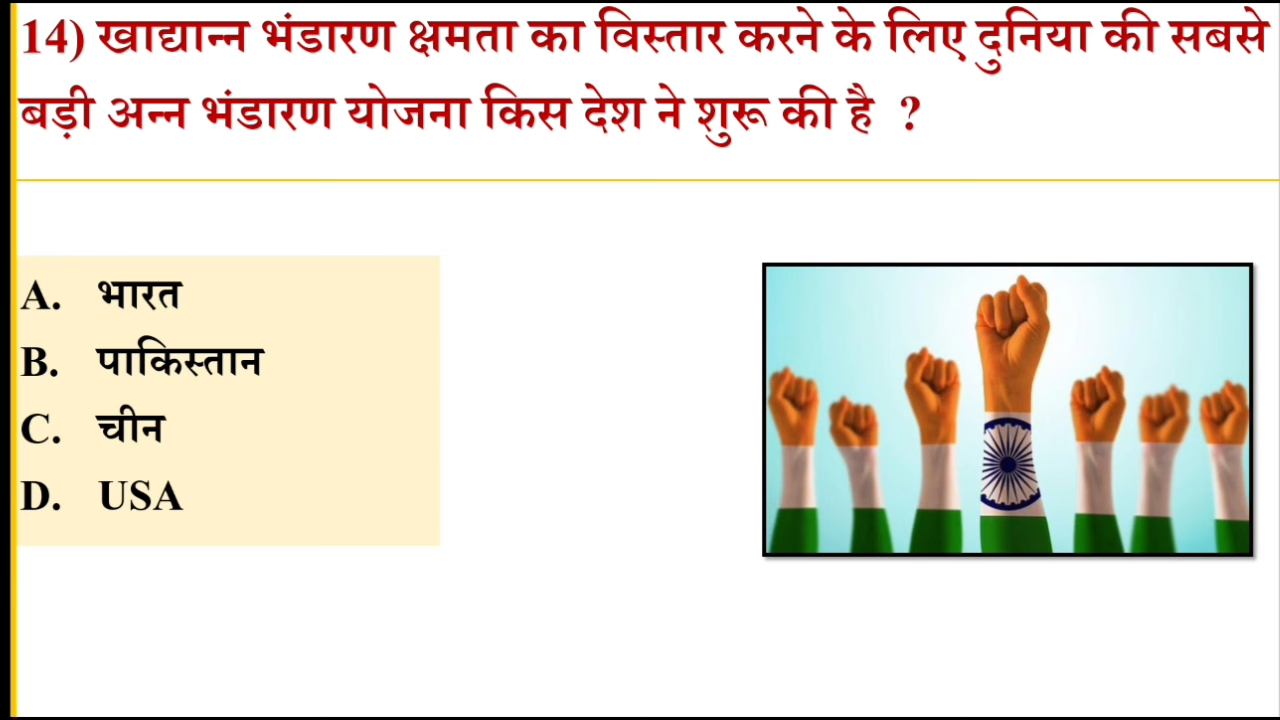 14) खाद्यान्न भंडारण क्षमता का विस्तार करने के लिए दुनिया की सबसे
बड़ी अन्न भंडारण योजना किस देश ने शुरू की है ?
A. भारत
B. पाकिस्तान
C. चीन
D. USA